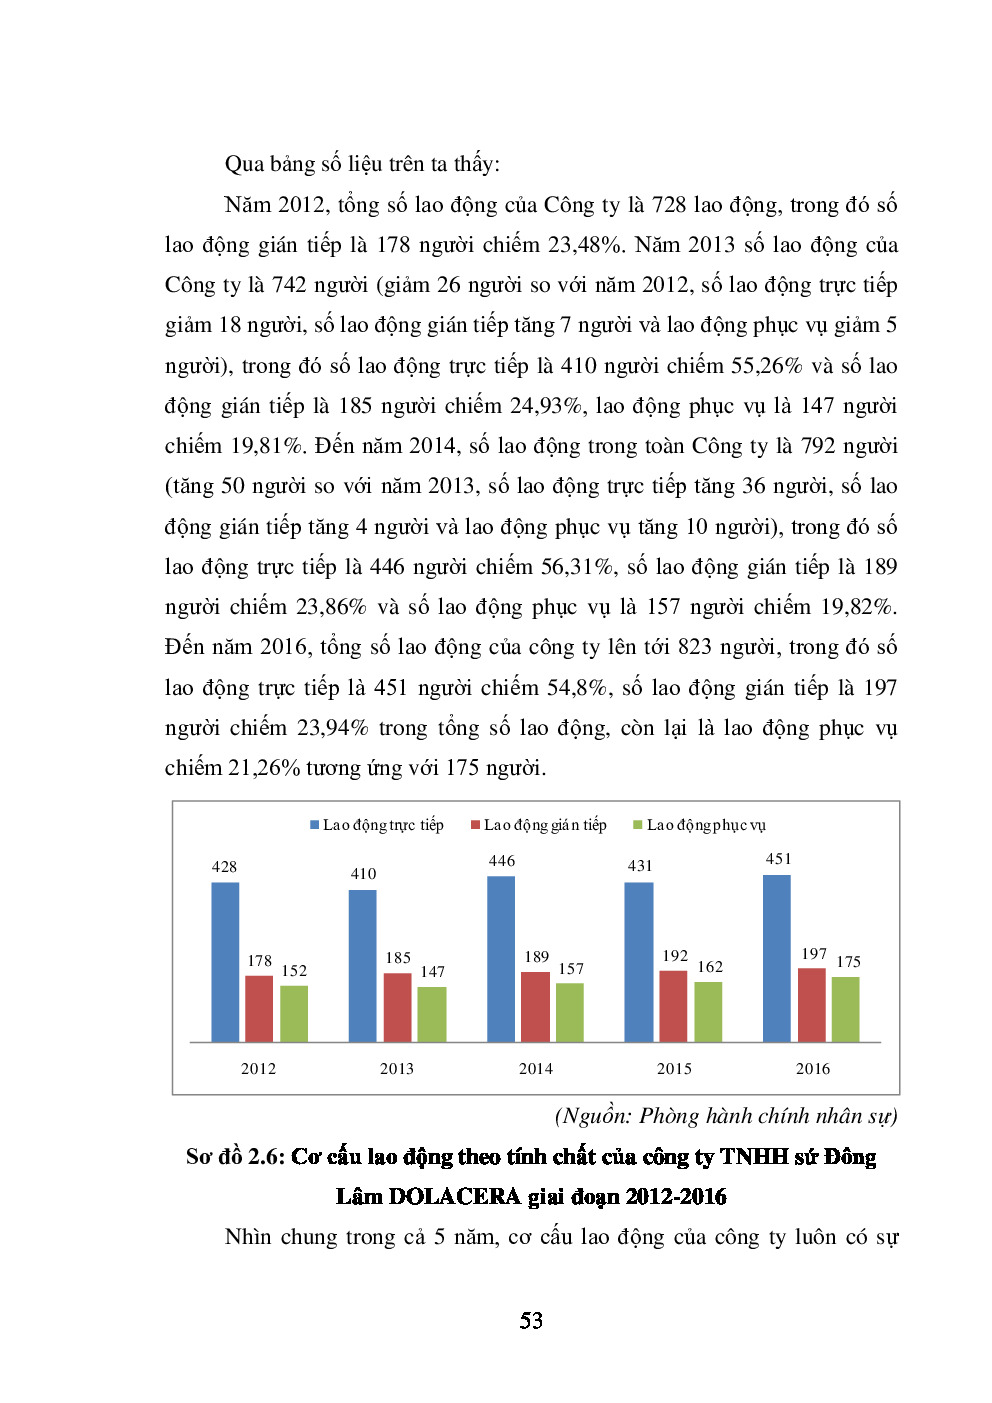 Qua bảng số liệu trên ta thấy:
Năm 2012, tổng số lao động của Công ty là 728 lao động, trong đó số
lao động gián tiếp là 178 người chiếm 23,48%. Năm 2013 số lao động của
Công ty là 742 người (giảm 26 người so với năm 2012, số lao động trực tiếp
giảm 18 người, số lao động gián tiếp tăng 7 người và lao động phục vụ giảm 5
người), trong đó số lao động trực tiếp là 410 người chiếm 55,26% và số lao
động gián tiếp là 185 người chiếm 24,93%, lao động phục vụ là 147 người
chiếm 19,81%. Đến năm 2014, số lao động trong toàn Công ty là 792 người
(tăng 50 người so với năm 2013, số lao động trực tiếp tăng 36 người, số lao
động gián tiếp tăng 4 người và lao động phục vụ tăng 10 người), trong đó số
lao động trực tiếp là 446 người chiếm 56,31%, số lao động gián tiếp là 189
người chiếm 23,86% và số lao động phục vụ là 157 người chiếm 19,82%.
Đến năm 2016, tổng số lao động của công ty lên tới 823 người, trong đó số
lao động trực tiếp là 451 người chiếm 54,8%, số lao động gián tiếp là 197
người chiếm 23,94% trong tổng số lao động, còn lại là lao động phục vụ
chiếm 21,26% tương ứng với 175 người.
Lao động trực tiếp Lao động gián tiếp Lao động phục vụ
428 410 446 431 451
178 152 185 147 189 157 192 162 197 175
2012 2013 2014 2015 2016
(Nguồn: Phòng hành chính nhân sự)
Sơ đồ 2.6: Cơ cấu lao động theo tính chất của công ty TNHH sứ Đông
Lâm DOLACERA giai đoạn 2012-2016
Nhìn chung trong cả 5 năm, cơ cấu lao động của công ty luôn có sự
53